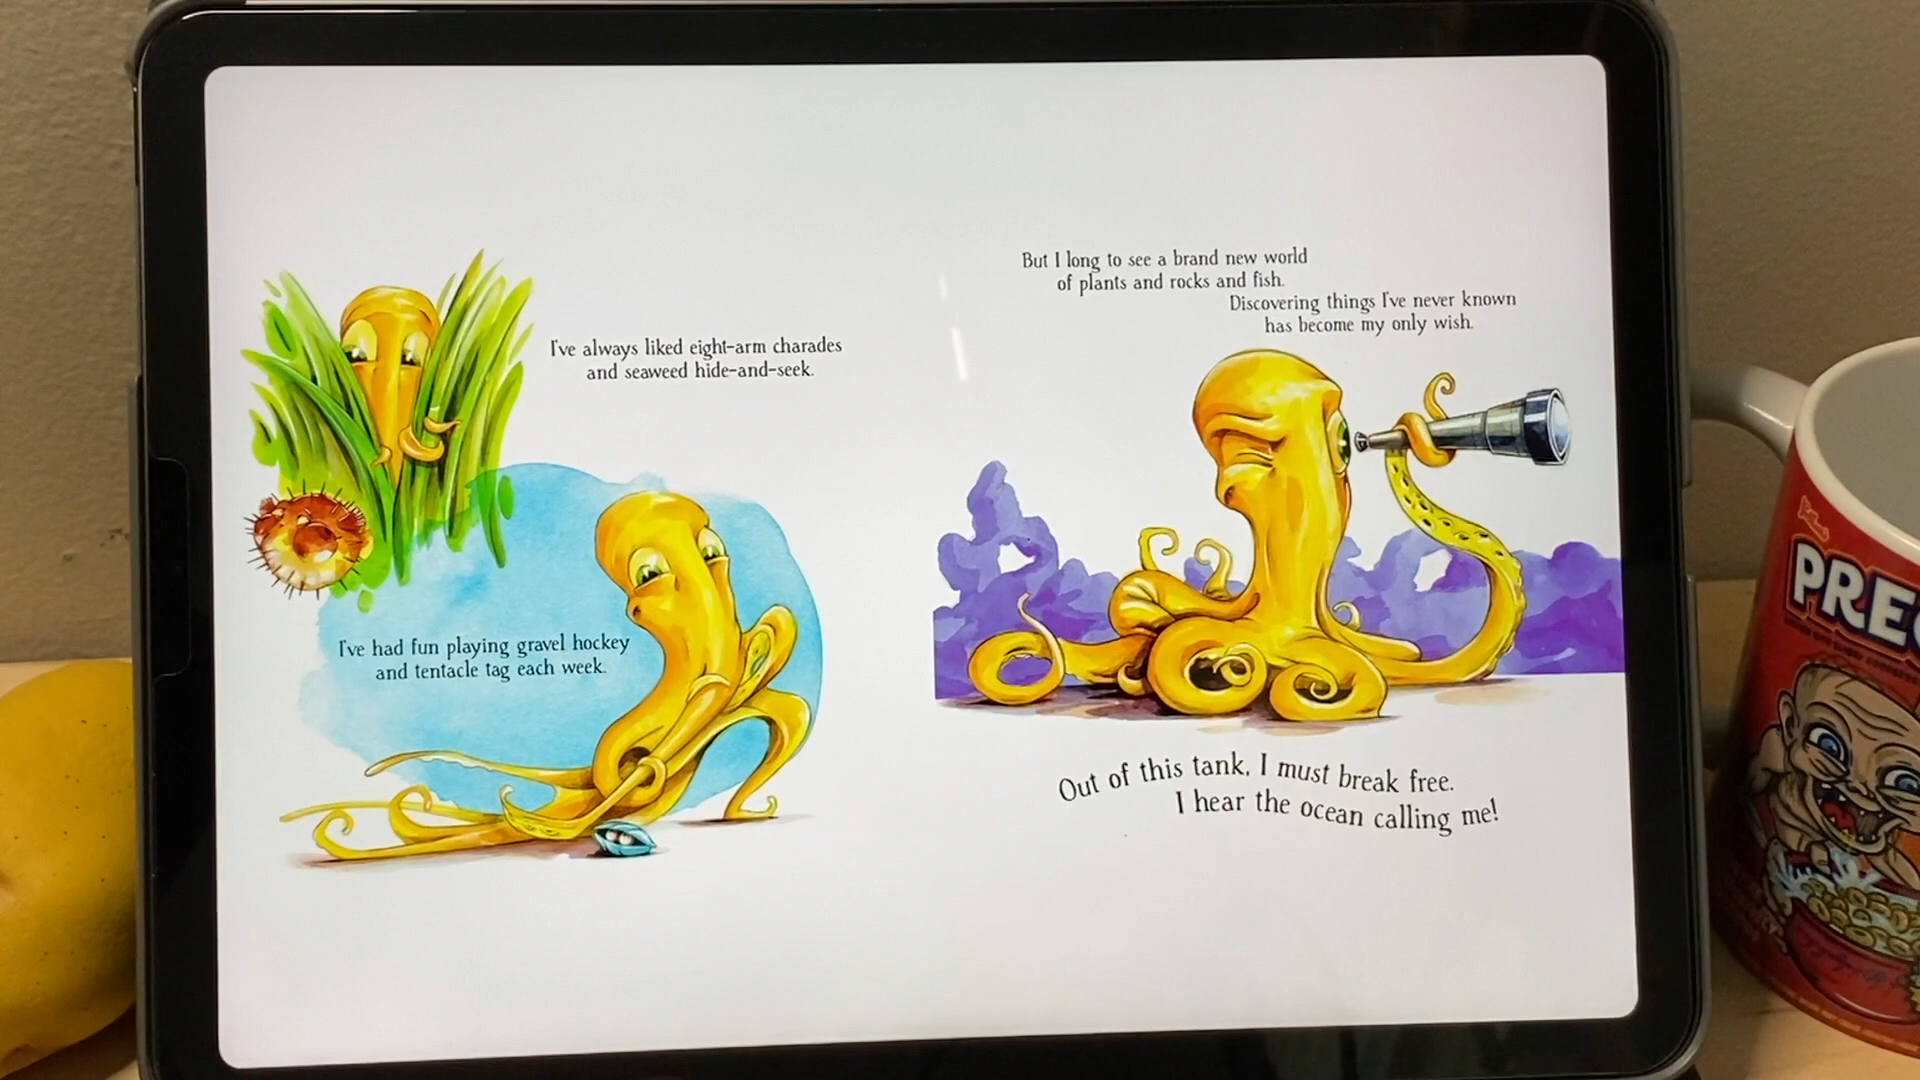 I've always liked eight-arm charades
and seaweed hide-and-seek.
I've had fun playing gravel hockey
and tentacle tag each week.
But I long to see a brand new world
of plants and rocks and fish.
Discovering things I've never known
has become my only wish.
Out of this tank, I must break free.
I hear the ocean calling me!
Kellogg's